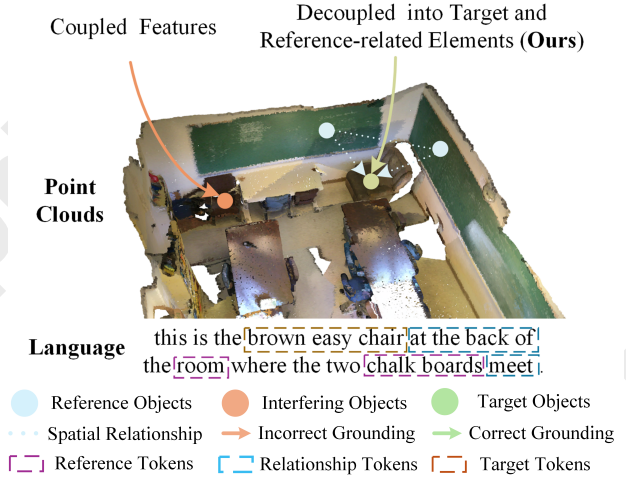 Coupled Features
Decoupled into Target and
Reference-related Elements (Ours)
Point
Clouds
Language
this is the brown easy chair at the back of
the room where the two chalk boards meet.
Reference Objects
Interfering Objects
Target Objects
Spatial Relationship
Incorrect Grounding
Correct Grounding
Reference Tokens
Relationship Tokens
Target Tokens